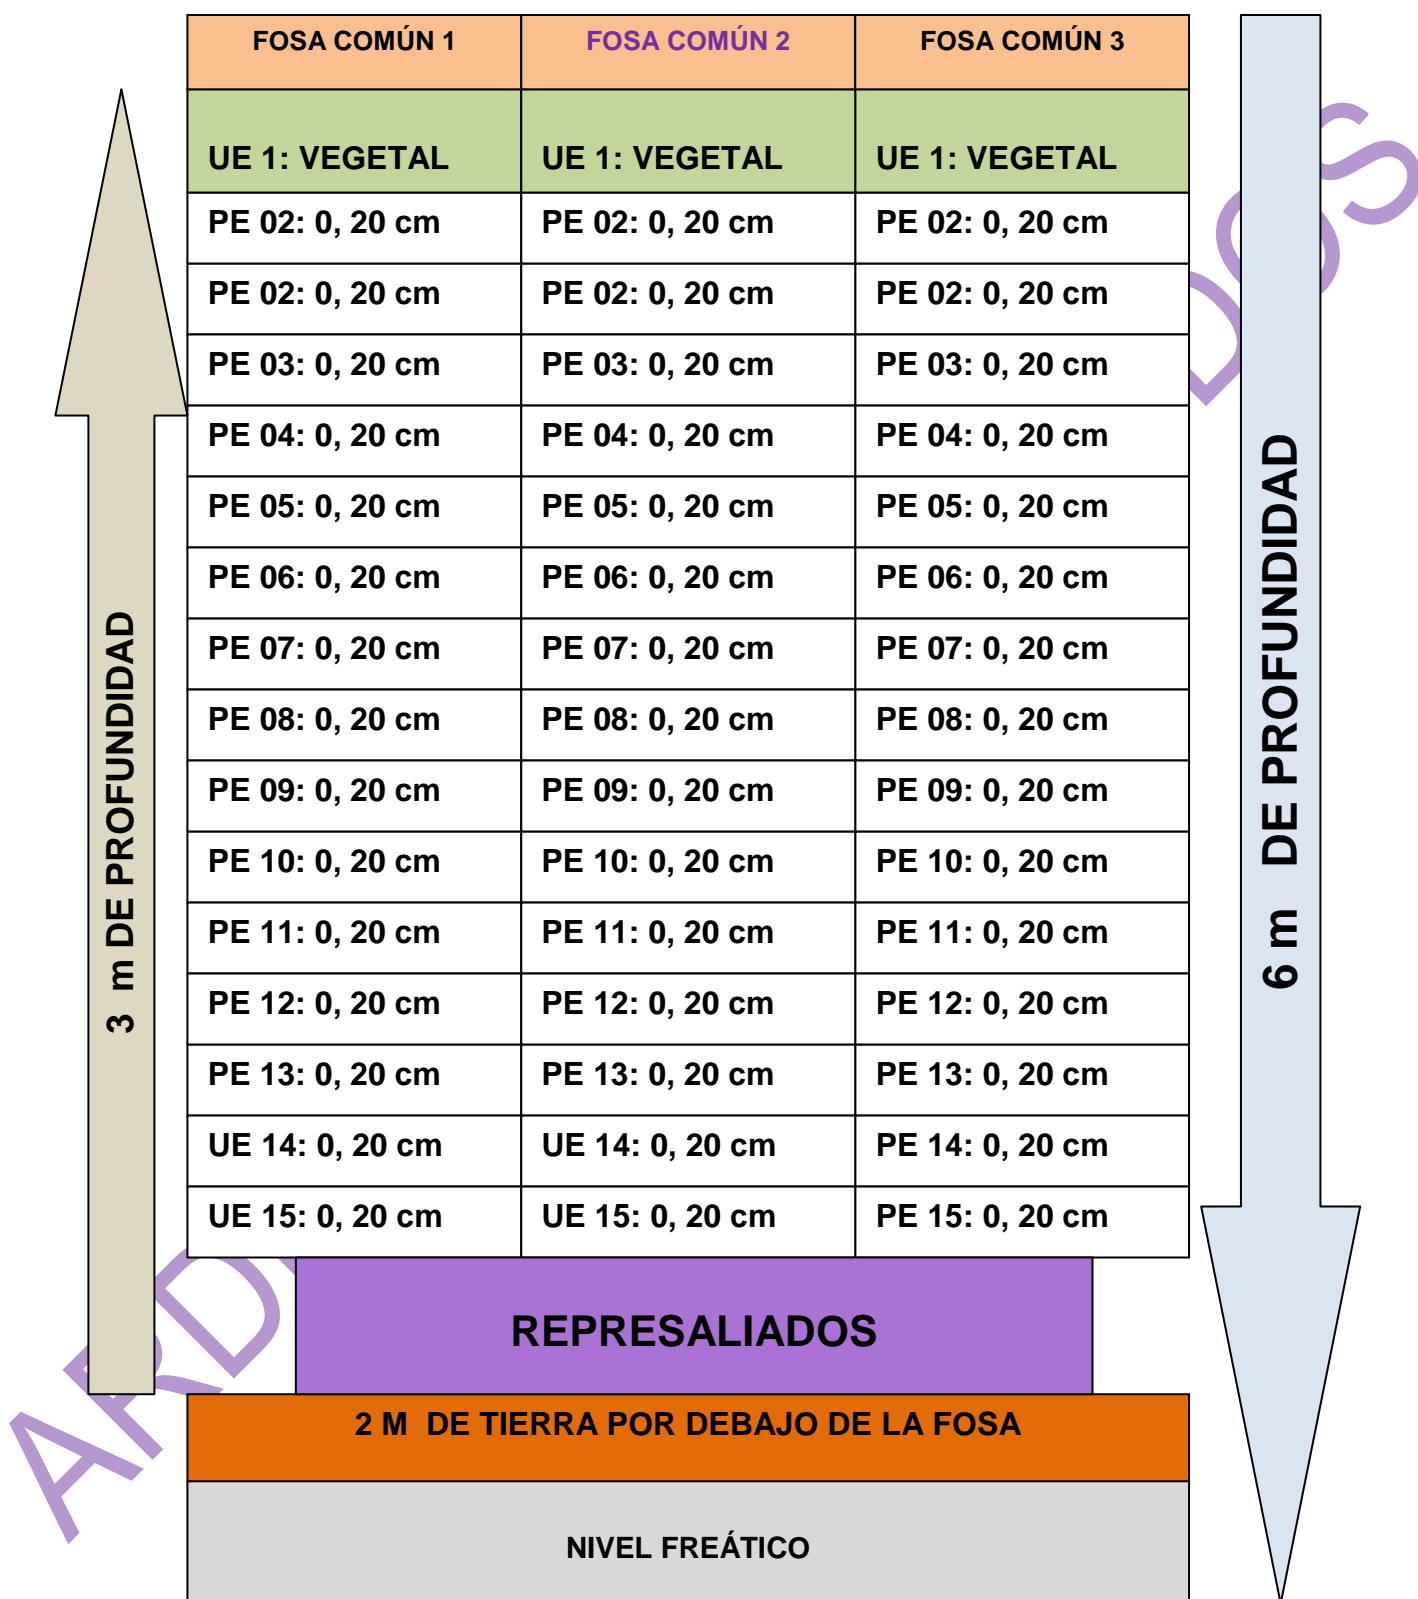 FOSA COMÚN 1 FOSA COMÚN 2 FOSA COMÚN 3
UE 1: VEGETAL UE 1: VEGETAL UE 1: VEGETAL
PE 02: 0, 20 cm PE 02: 0, 20 cm PE 02: 0, 20 cm
PE 02: 0, 20 cm PE 02: 0, 20 cm PE 02: 0, 20 cm
PE 03: 0, 20 cm PE 03: 0, 20 cm PE 03: 0, 20 cm
PE 04: 0, 20 cm PE 04: 0, 20 cm PE 04: 0, 20 cm
PE 05: 0, 20 cm PE 05: 0, 20 cm PE 05: 0, 20 cm
PE 06: 0, 20 cm PE 06: 0, 20 cm PE 06: 0, 20 cm
PE 07: 0, 20 cm PE 07: 0, 20 cm PE 07: 0, 20 cm
PE 08: 0, 20 cm PE 08: 0, 20 cm PE 08: 0, 20 cm
PE 09: 0, 20 cm PE 09: 0, 20 cm PE 09: 0, 20 cm
PE 10: 0, 20 cm PE 10: 0, 20 cm PE 10: 0, 20 cm
PE 11: 0, 20 cm PE 11: 0, 20 cm PE 11: 0, 20 cm
PE 12: 0, 20 cm PE 12: 0, 20 cm PE 12: 0, 20 cm
PE 13: 0, 20 cm PE 13: 0, 20 cm PE 13: 0, 20 cm
UE 14: 0, 20 cm UE 14: 0, 20 cm PE 14: 0, 20 cm
UE 15: 0, 20 cm UE 15: 0, 20 cm PE 15: 0, 20 cm
REPRESALIADOS
2 M DE TIERRA POR DEBAJO DE LA FOSA
NIVEL FREÁTICO
3 m DE PROFUNDIDAD
6 m DE PROFUNDIDAD